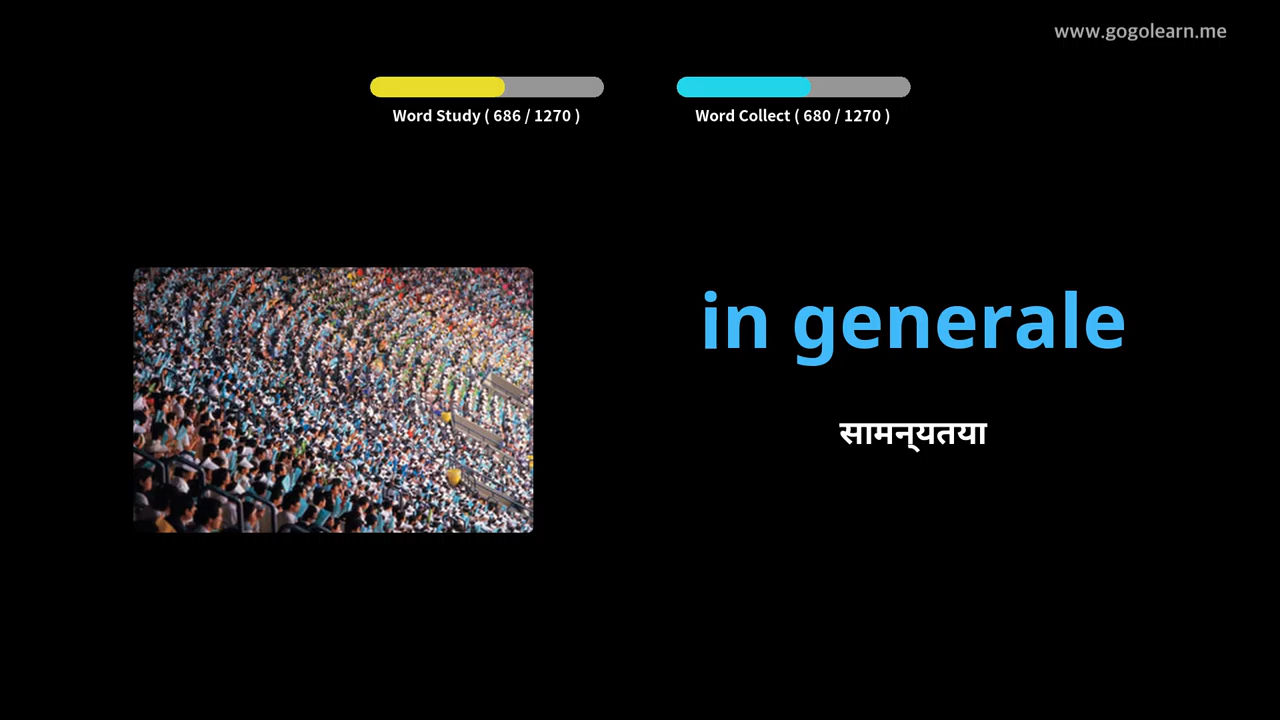 www.gogolearn.me
Word Study ( 686 / 1270 )
Word Collect ( 680 / 1270 )
in generale
सामन्‌यतया